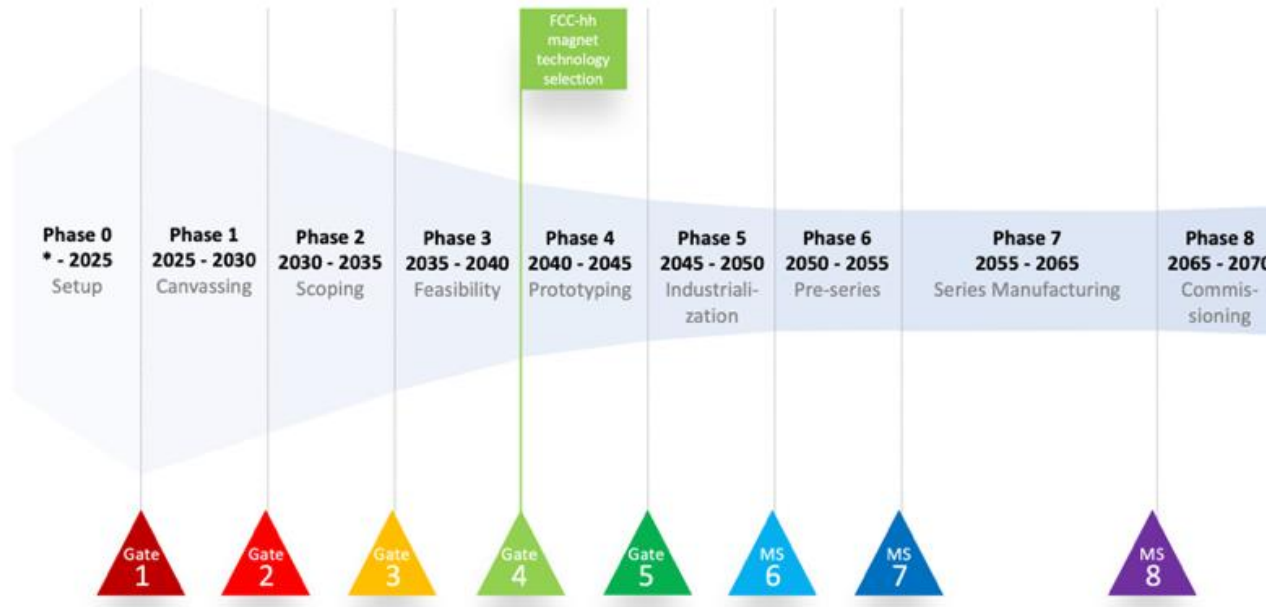 FCC-hh
magnet
technology
selection
Phase 0
* - 2025
Setup
Phase 1
2025 - 2030
Canvassing
Phase 2
2030 - 2035
Scoping
Phase 3
2035 - 2040
Feasibility
Phase 4
2040 - 2045
Prototyping
Phase 5
2045 - 2050
Industriali-
zation
Phase 6
2050 - 2055
Pre-series
Phase 7
2055 - 2065
Series Manufacturing
Phase 8
2065 - 2070
Commis-
sioning
Gate
1
Gate
2
Gate
3
Gate
4
Gate
5
MS
6
MS
7
MS
8